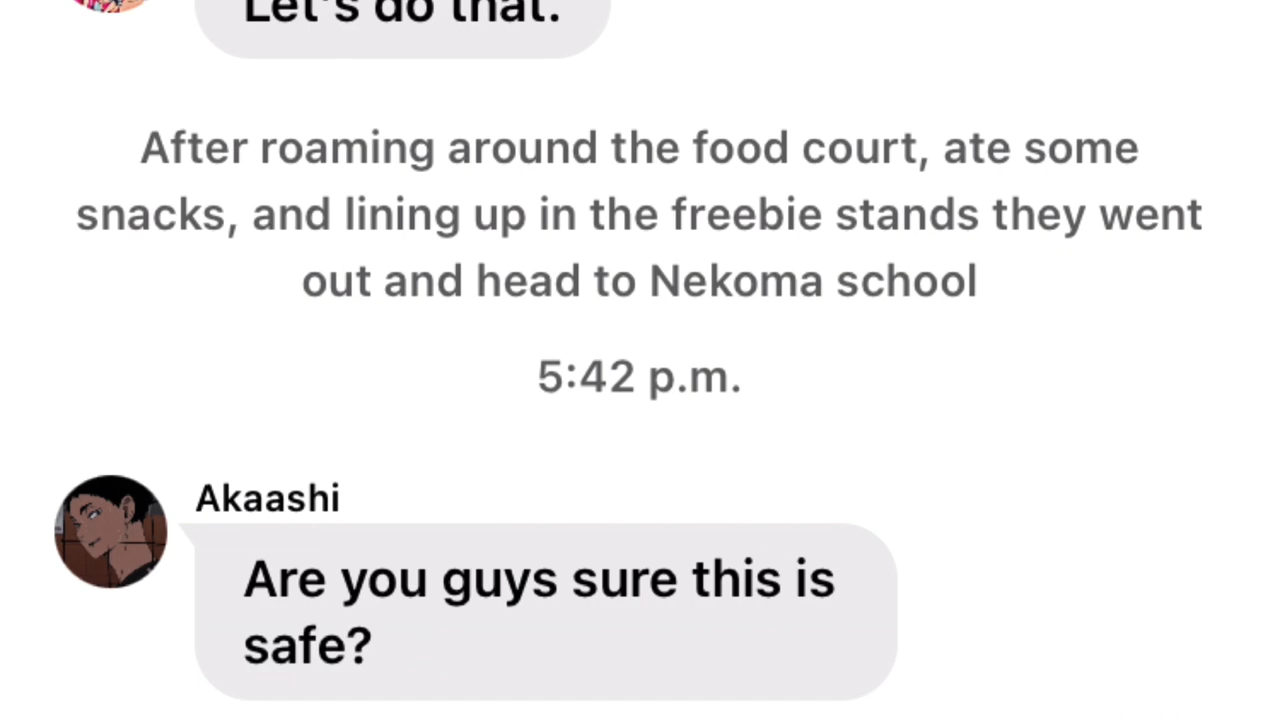 Let's do that.
After roaming around the food court, ate some
snacks, and lining up in the freebie stands they went
out and head to Nekoma school
5:42 p.m.
Akaashi
Are you guys sure this is
safe?